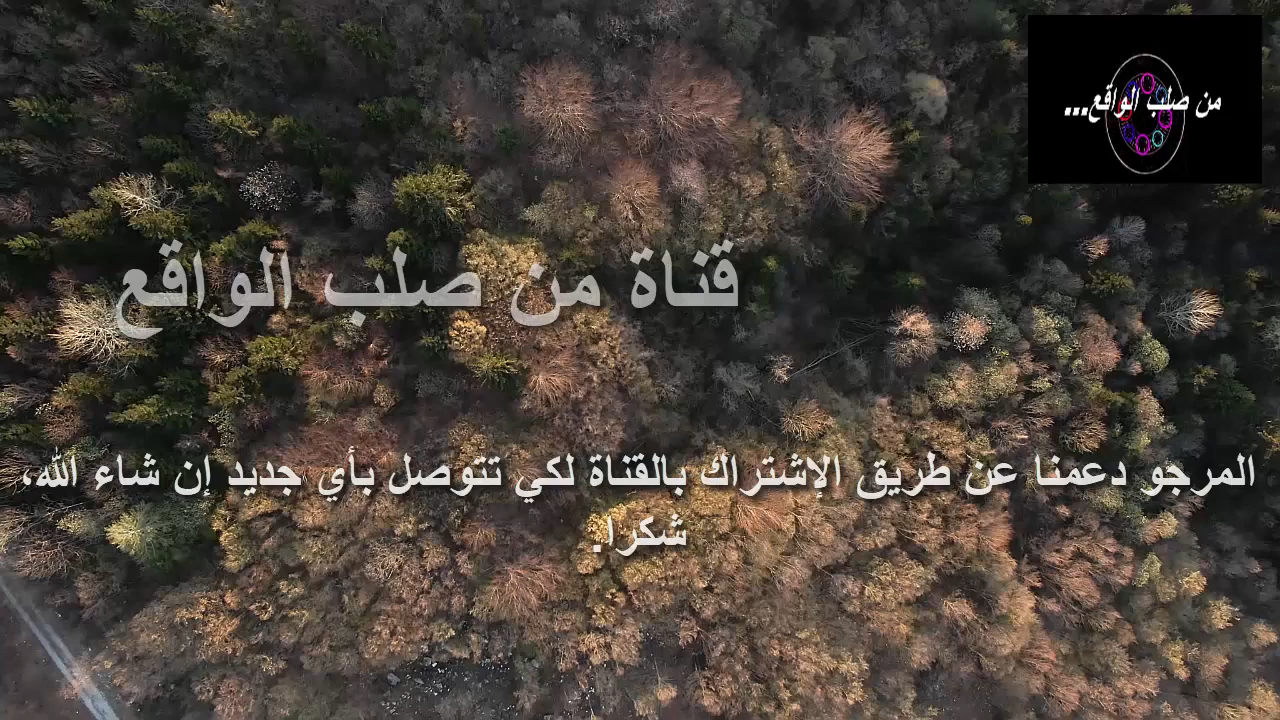 من صلب الواقع...
قناة من صلب الواقع
المرجو دعمنا عن طريق الإشتراك بالقناة لكي تتوصل بأي جديد إن شاء الله،
شكرا.